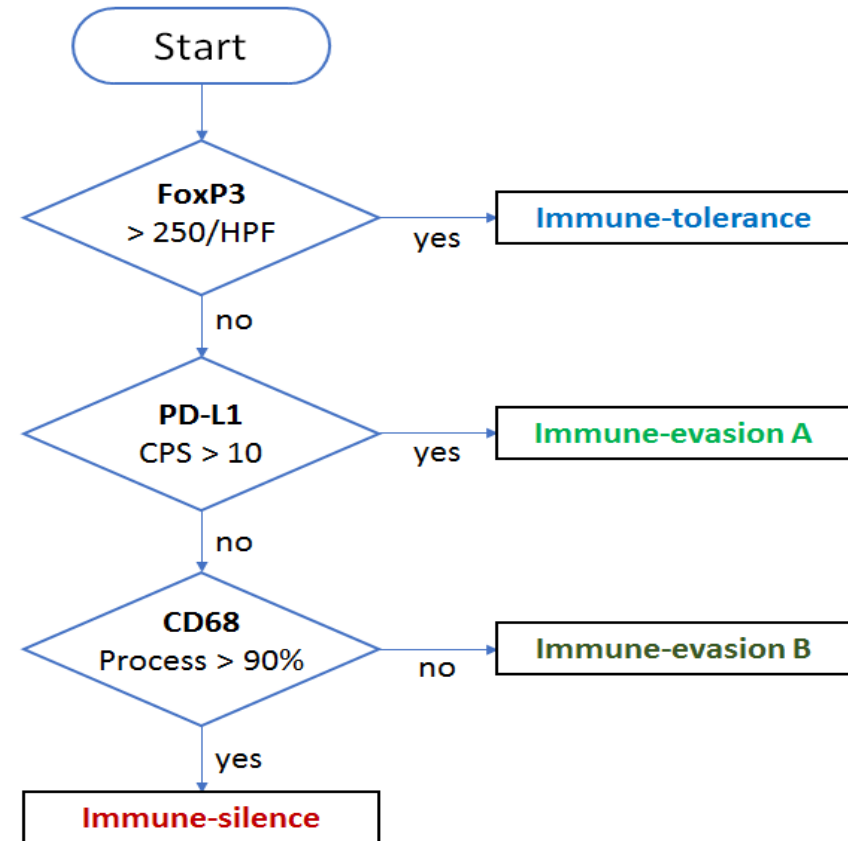 Start
FoxP3
> 250/HPF
yes
Immune-tolerance
no
PD-L1
CPS > 10
yes
Immune-evasion A
no
CD68
Process > 90%
no
Immune-evasion B
yes
Immune-silence